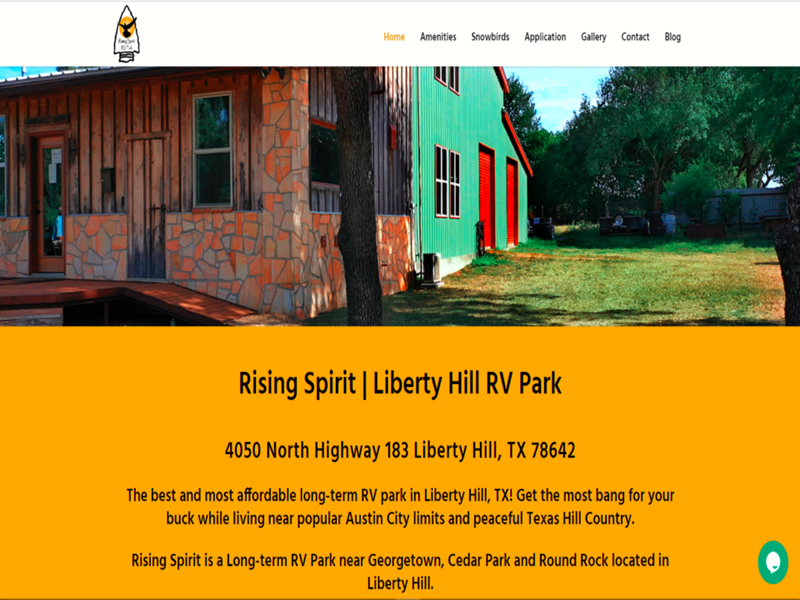 Home Amenities Snowbirds Application Gallery Contact Blog
Rising Spirit | Liberty Hill RV Park
4050 North Highway 183 Liberty Hill, TX 78642
The best and most affordable long-term RV park in Liberty Hill, TX! Get the most bang for your
buck while living near popular Austin City limits and peaceful Texas Hill Country.
Rising Spirit is a Long-term RV Park near Georgetown, Cedar Park and Round Rock located in
Liberty Hill.